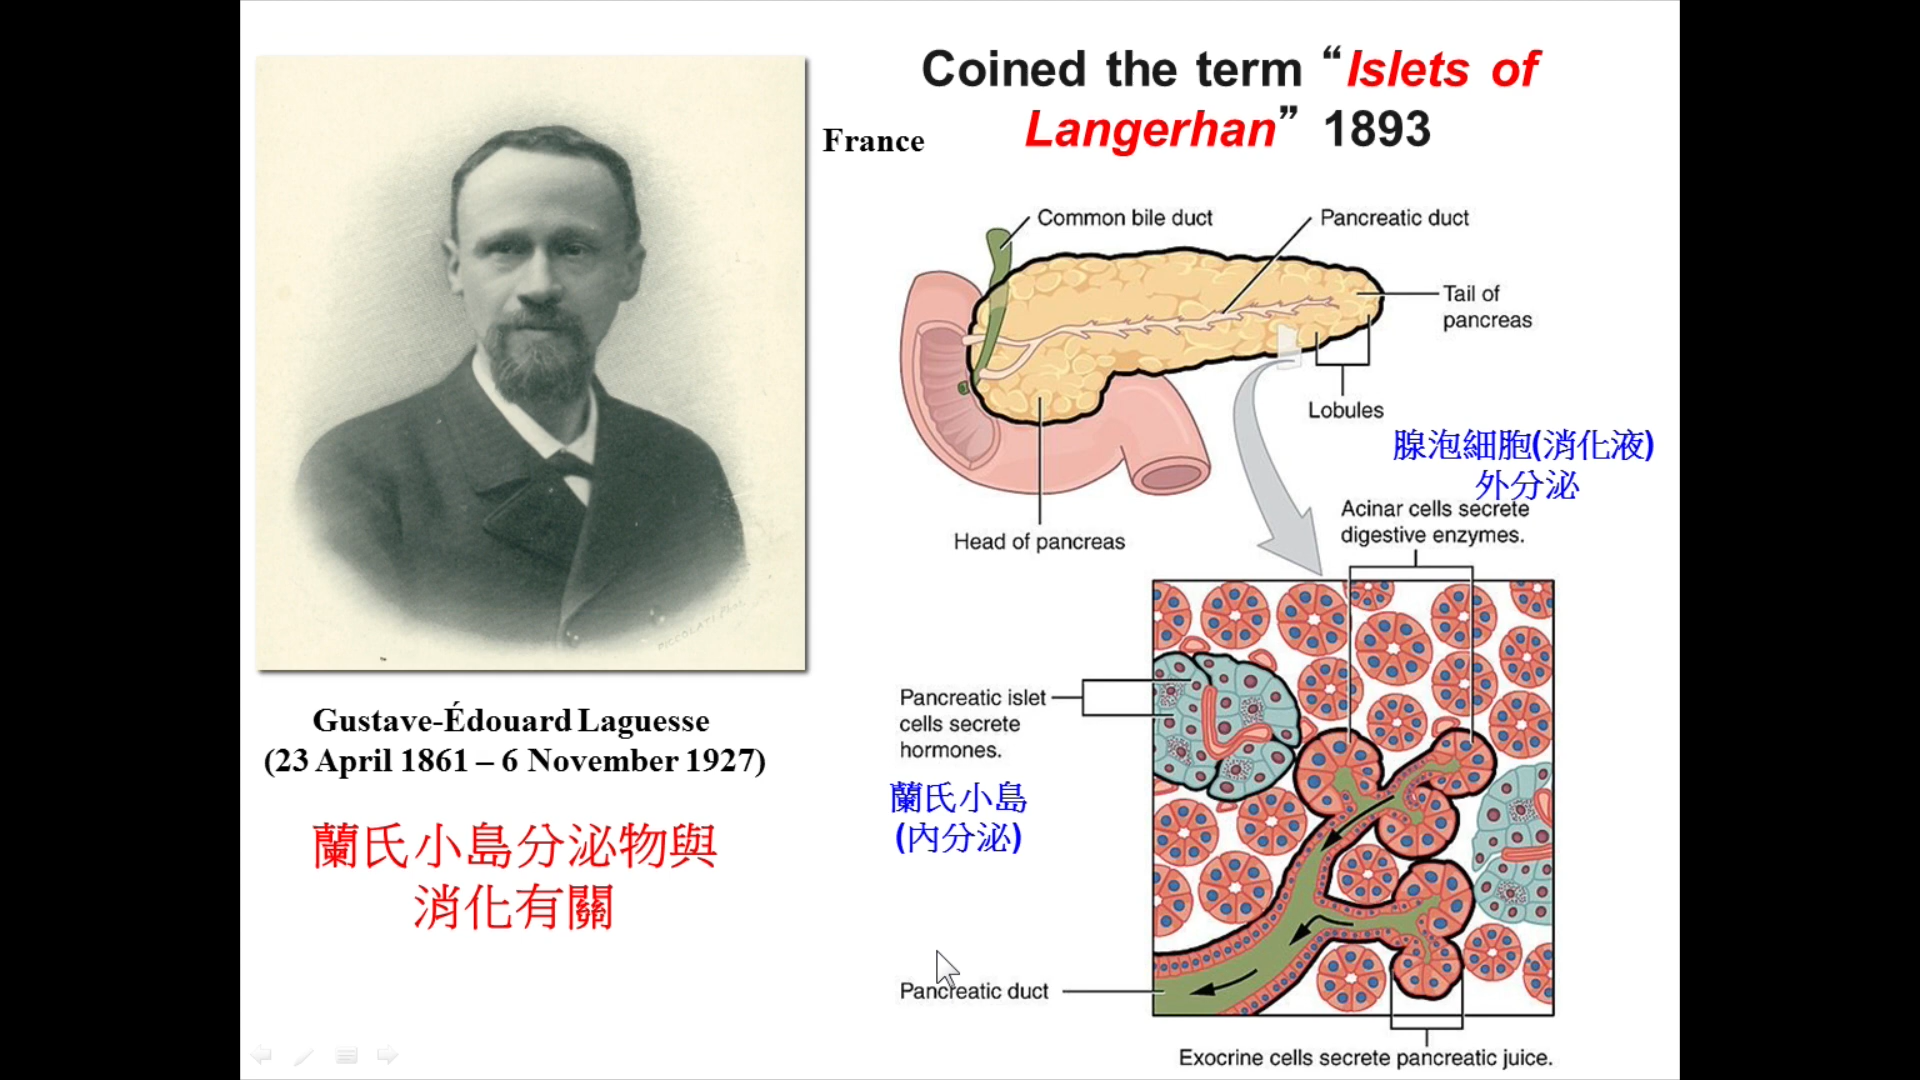 Coined the term “Islets of
Langerhan” 1893
France
Common bile duct
Pancreatic duct
Tail of
pancreas
Lobules
腺泡細胞(消化液)
外分泌
Acinar cells secrete
digestive enzymes.
Head of pancreas
Pancreatic islet
cells secrete
hormones.
蘭氏小島
(內分泌)
Pancreatic duct
Exocrine cells secrete pancreatic juice.
PICCOLATI Phot.
Gustave-Édouard Laguesse
(23 April 1861 – 6 November 1927)
蘭氏小島分泌物與
消化有關